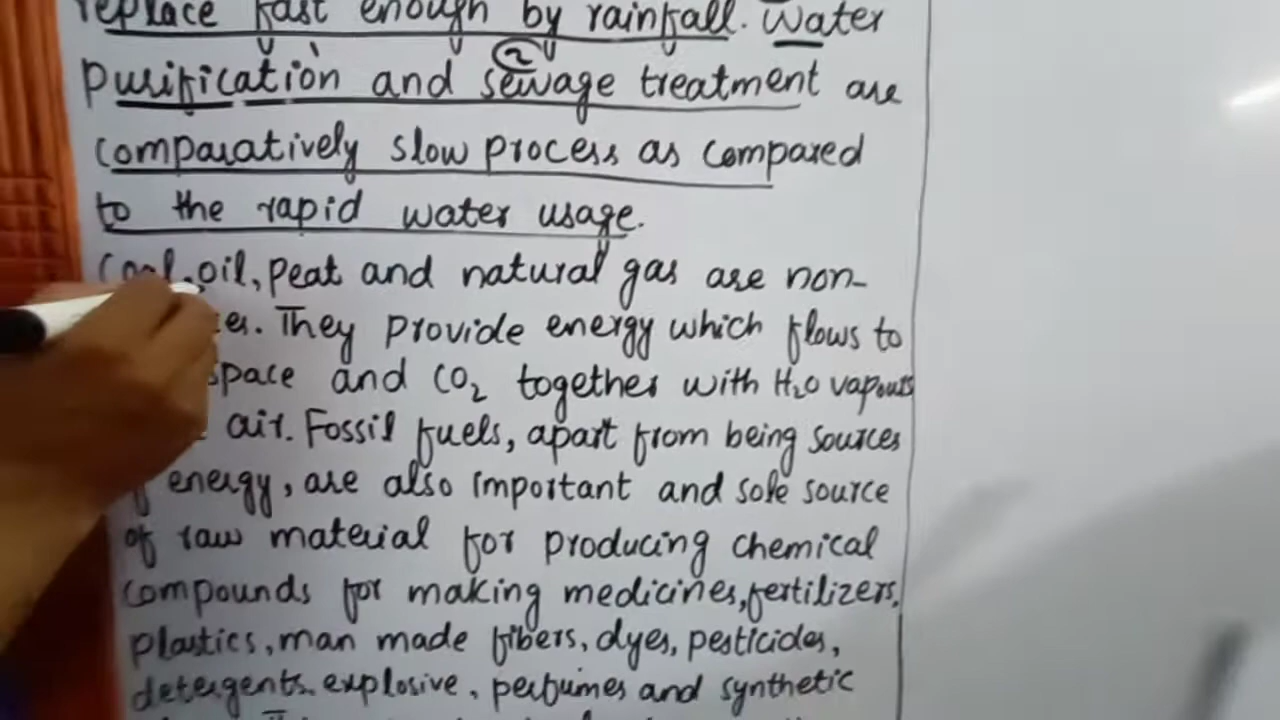 replace fast enough by rainfall. Water
purification and sewage treatment are
2
comparatively slow process as compared
to the rapid water usage.
Coal, oil, peat and natural gas are non-
They provide energy which flows to
space and CO2 together with H2O vapours
air. Fossil fuels, apart from being sources
of energy, are also important and sole source
of raw material for producing chemical
compounds for making medicines, fertilizers,
plastics, man made fibers, dyes, pesticides,
detergents, explosive, perfumes and synthetic